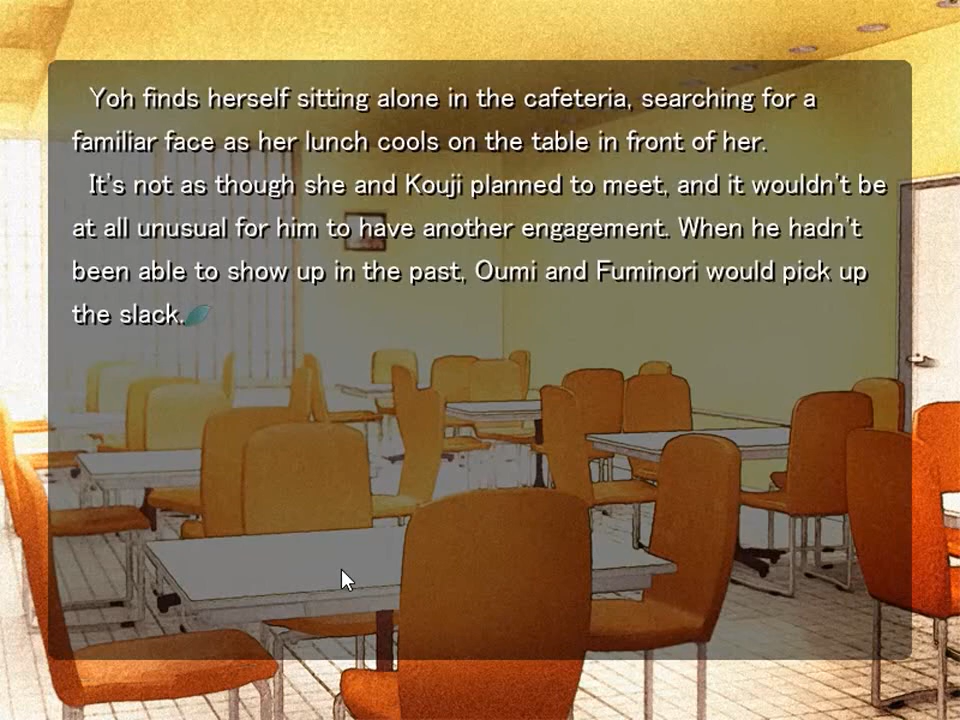 Yoh finds herself sitting alone in the cafeteria, searching for a
familiar face as her lunch cools on the table in front of her.
It's not as though she and Kouji planned to meet, and it wouldn't be
at all unusual for him to have another engagement. When he hadn't
been able to show up in the past, Oumi and Fuminori would pick up
the slack.